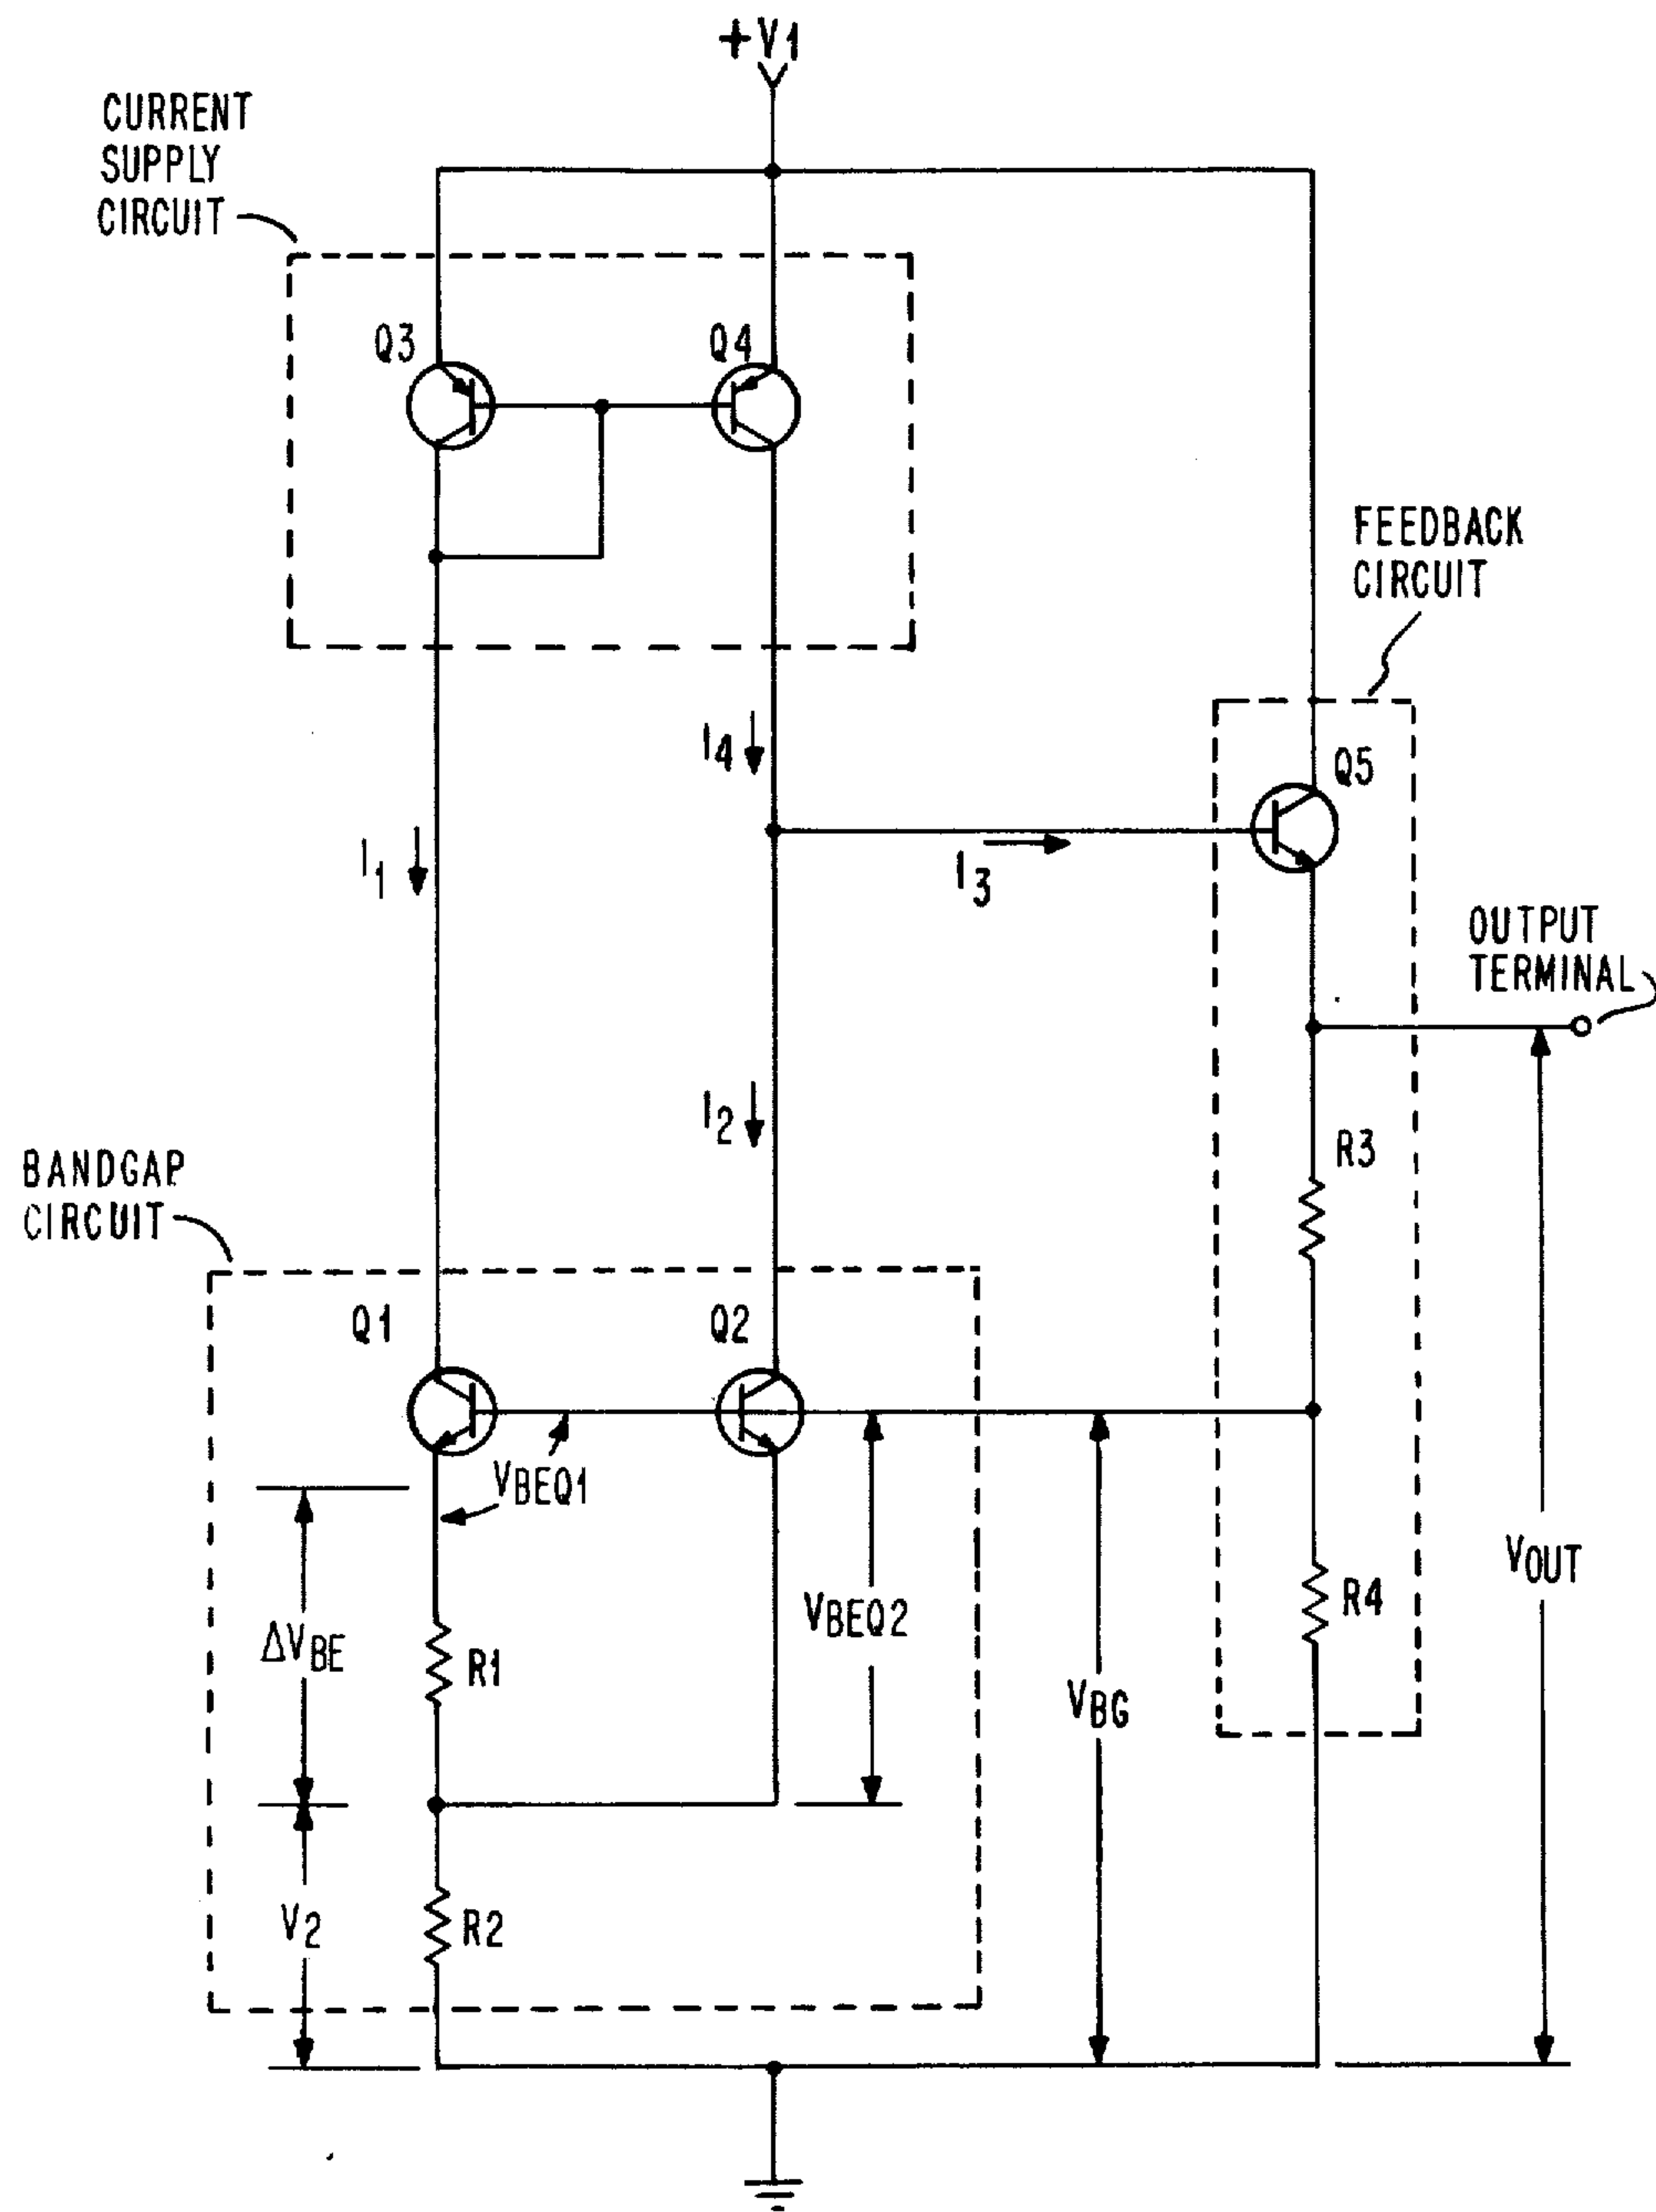 +V1
CURRENT
SUPPLY
CIRCUIT
Q3
Q4
FEEDBACK
CIRCUIT
I4
Q5
I1
I3
OUTPUT
TERMINAL
I2
R3
BANDGAP
CIRCUIT
Q1
Q2
VBEQ1
VOUT
ΔVBE
R1
VBEQ2
R4
VBG
V2
R2